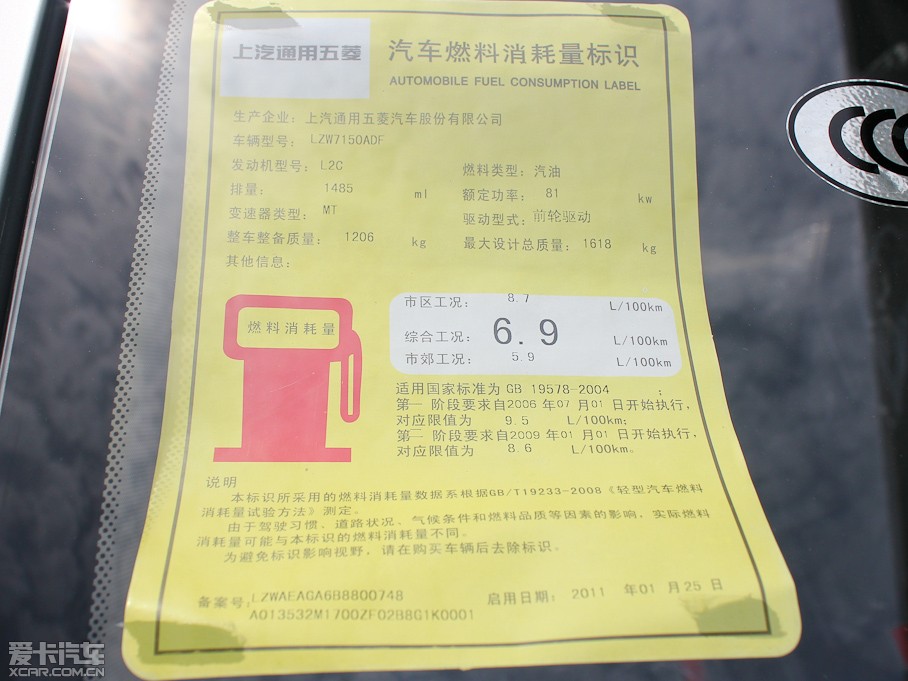 上汽通用五菱
汽车燃料消耗量标识
AUTOMOBILE FUEL CONSUMPTION LABEL
生产企业: 上汽通用五菱汽车股份有限公司
车辆型号: LZW7150ADF
发动机型号: L2C 燃料类型: 汽油
排量: 1485 ml 额定功率: 81 kw
变速器类型: MT 驱动型式: 前轮驱动
整车整备质量: 1206 kg 最大设计总质量: 1618 kg
其他信息:
燃料消耗量
市区工况: 8.7 L/100km
综合工况: 6.9 L/100km
市郊工况: 5.9 L/100km
适用国家标准为 GB 19578-2004 ;
第一 阶段要求自2006 年07 月01 日开始执行,
对应限值为 9.5 L/100km;
第二 阶段要求自2009 年01 月01 日开始执行,
对应限值为 8.6 L/100km。
说明
本标识所采用的燃料消耗量数据系根据GB/T19233-2008《轻型汽车燃料
消耗量试验方法》测定。
由于驾驶习惯、道路状况、气候条件和燃料品质等因素的影响,实际燃料
消耗量可能与本标识的燃料消耗量不同。
为避免标识影响视野,请在购买车辆后去除标识。
备案号: LZWAEAGA6B8800748 启用日期: 2011 年01 月25 日
A013532M1700ZF02B8G1K0001
CCC
爱卡汽车
XCAR.COM.CN